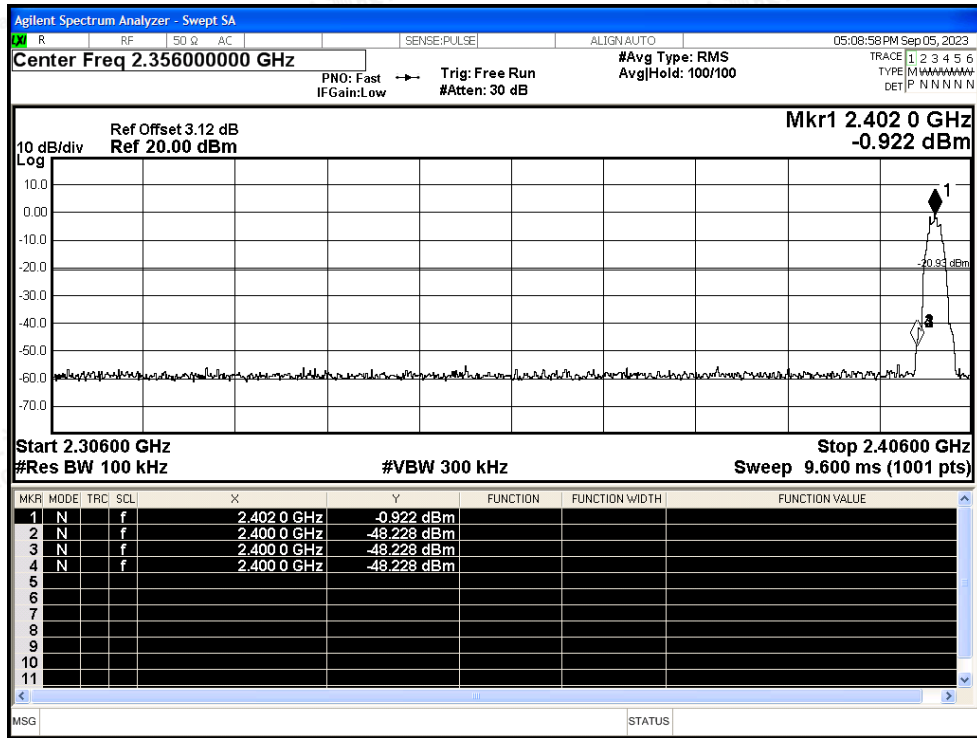 Agilent Spectrum Analyzer - Swept SA
LXI R RF 50 Ω AC SENSE:PULSE ALIGN AUTO 05:08:58 PM Sep 05, 2023
Center Freq 2.356000000 GHz
PNO: Fast
IFGain:Low
Trig: Free Run
#Atten: 30 dB
#Avg Type: RMS
Avg|Hold: 100/100
TRACE 1 2 3 4 5 6
TYPE M
DET P N N N N N
Ref Offset 3.12 dB
10 dB/div Ref 20.00 dBm
Log
Mkr1 2.402 0 GHz
-0.922 dBm
10.0
0.00
-10.0
-20.0
-30.0
-40.0
-50.0
-60.0
-70.0
1
-20.93 dBm
Start 2.30600 GHz Stop 2.40600 GHz
#Res BW 100 kHz #VBW 300 kHz Sweep 9.600 ms (1001 pts)
MKR MODE TRC SCL X Y FUNCTION FUNCTION WIDTH FUNCTION VALUE
1 N f 2.402 0 GHz -0.922 dBm
2 N f 2.400 0 GHz -48.228 dBm
3 N f 2.400 0 GHz -48.228 dBm
4 N f 2.400 0 GHz -48.228 dBm
5
6
7
8
9
10
11
MSG STATUS